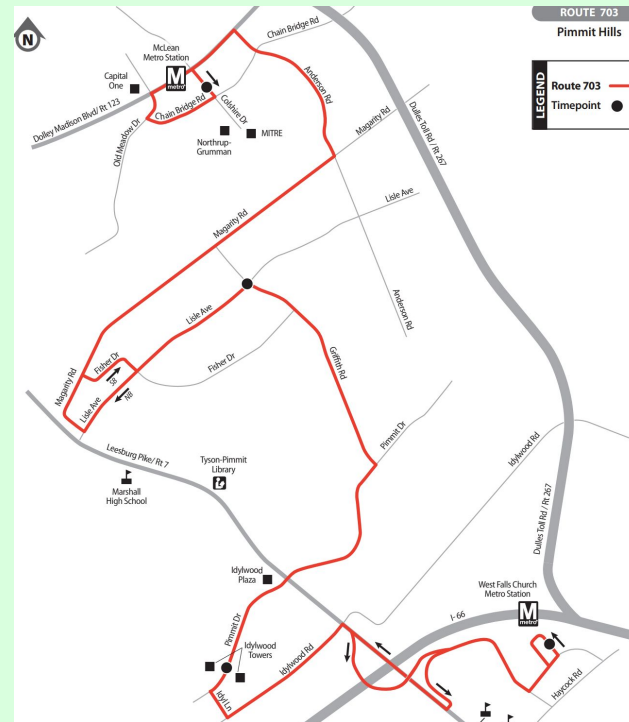 ROUTE 703
Pimmit Hills
LEGEND
Route 703
Timepoint
N
McLean
Metro Station
M
metro
Capital
One
Chain Bridge Rd
Dolley Madison Blvd/ Rt 123
Chain Bridge Rd
Colshire Dr
Old Meadow Dr
Northrup-
Grumman
MITRE
Anderson Rd
Magarity Rd
Dulles Toll Rd / Rt 267
Lisle Ave
Magarity Rd
Anderson Rd
Lisle Ave
Fisher Dr
Fisher Dr
SB
NB
Magarity Rd
Lisle Ave
Griffith Rd
Pimmit Dr
Leesburg Pike/ Rt 7
Marshall
High School
Tyson-Pimmit
Library
Idylwood Rd
Dulles Toll Rd / Rt 267
Idylwood
Plaza
West Falls Church
Metro Station
M
metro
I- 66
Pimmit Dr
Idylwood
Towers
Idylwood Rd
Idyl Ln
Haycock Rd